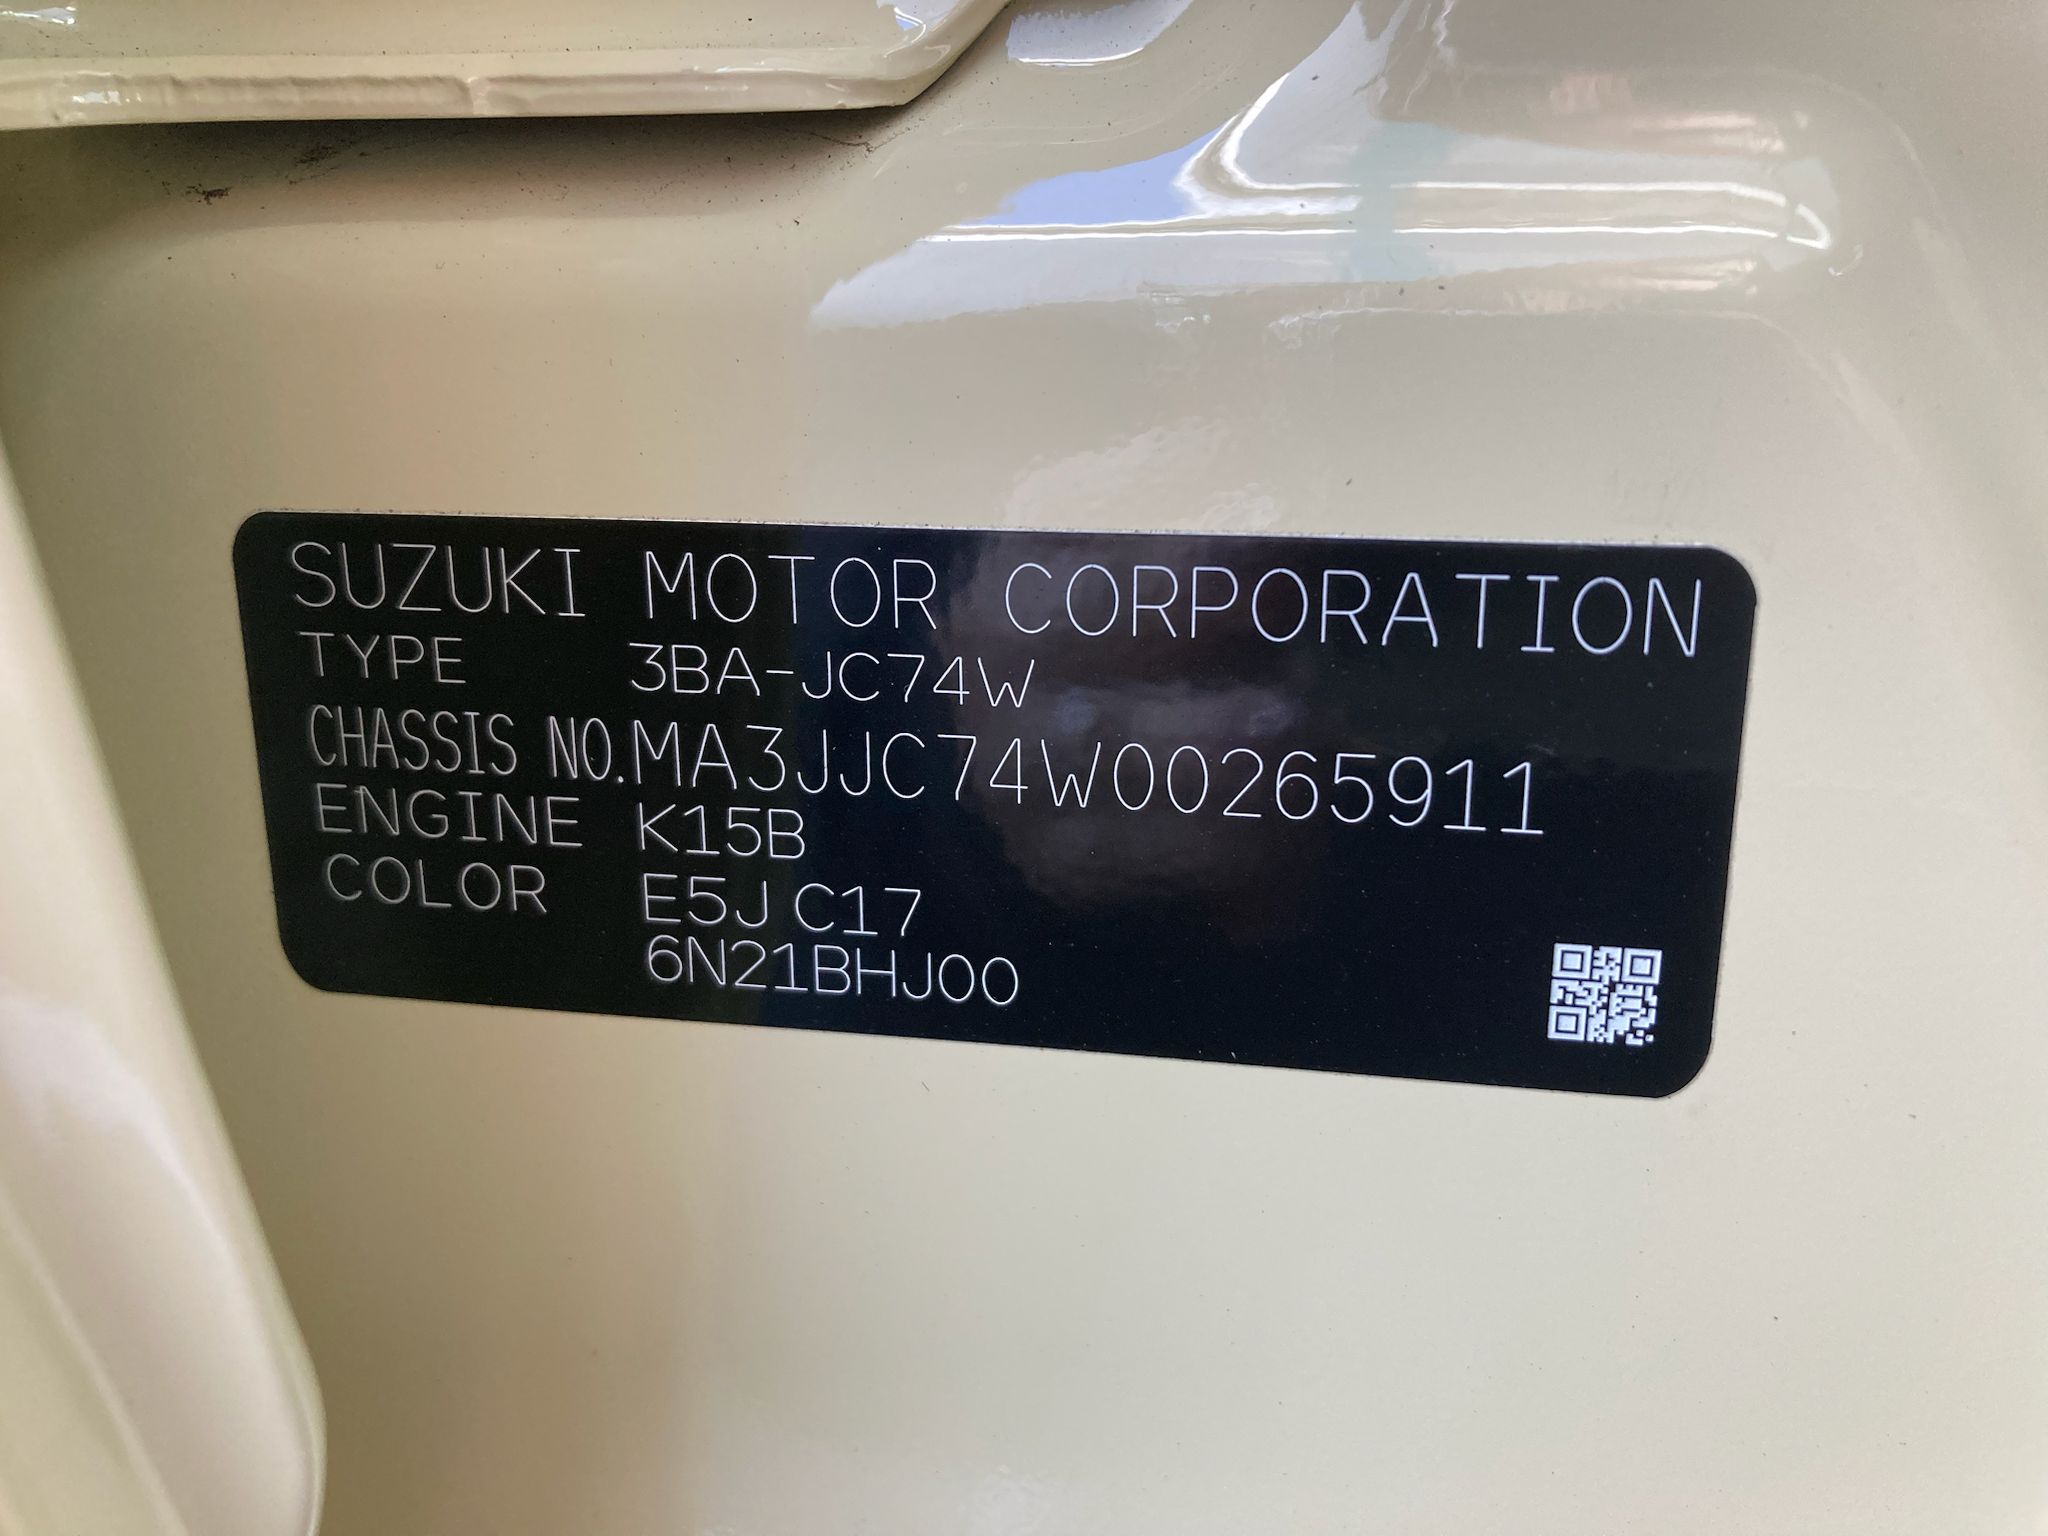 SUZUKI MOTOR CORPORATION
TYPE 3BA-JC74W
CHASSIS NO. MA3JJC74W00265911
ENGINE K15B
COLOR E5J C17
6N21BHJ00